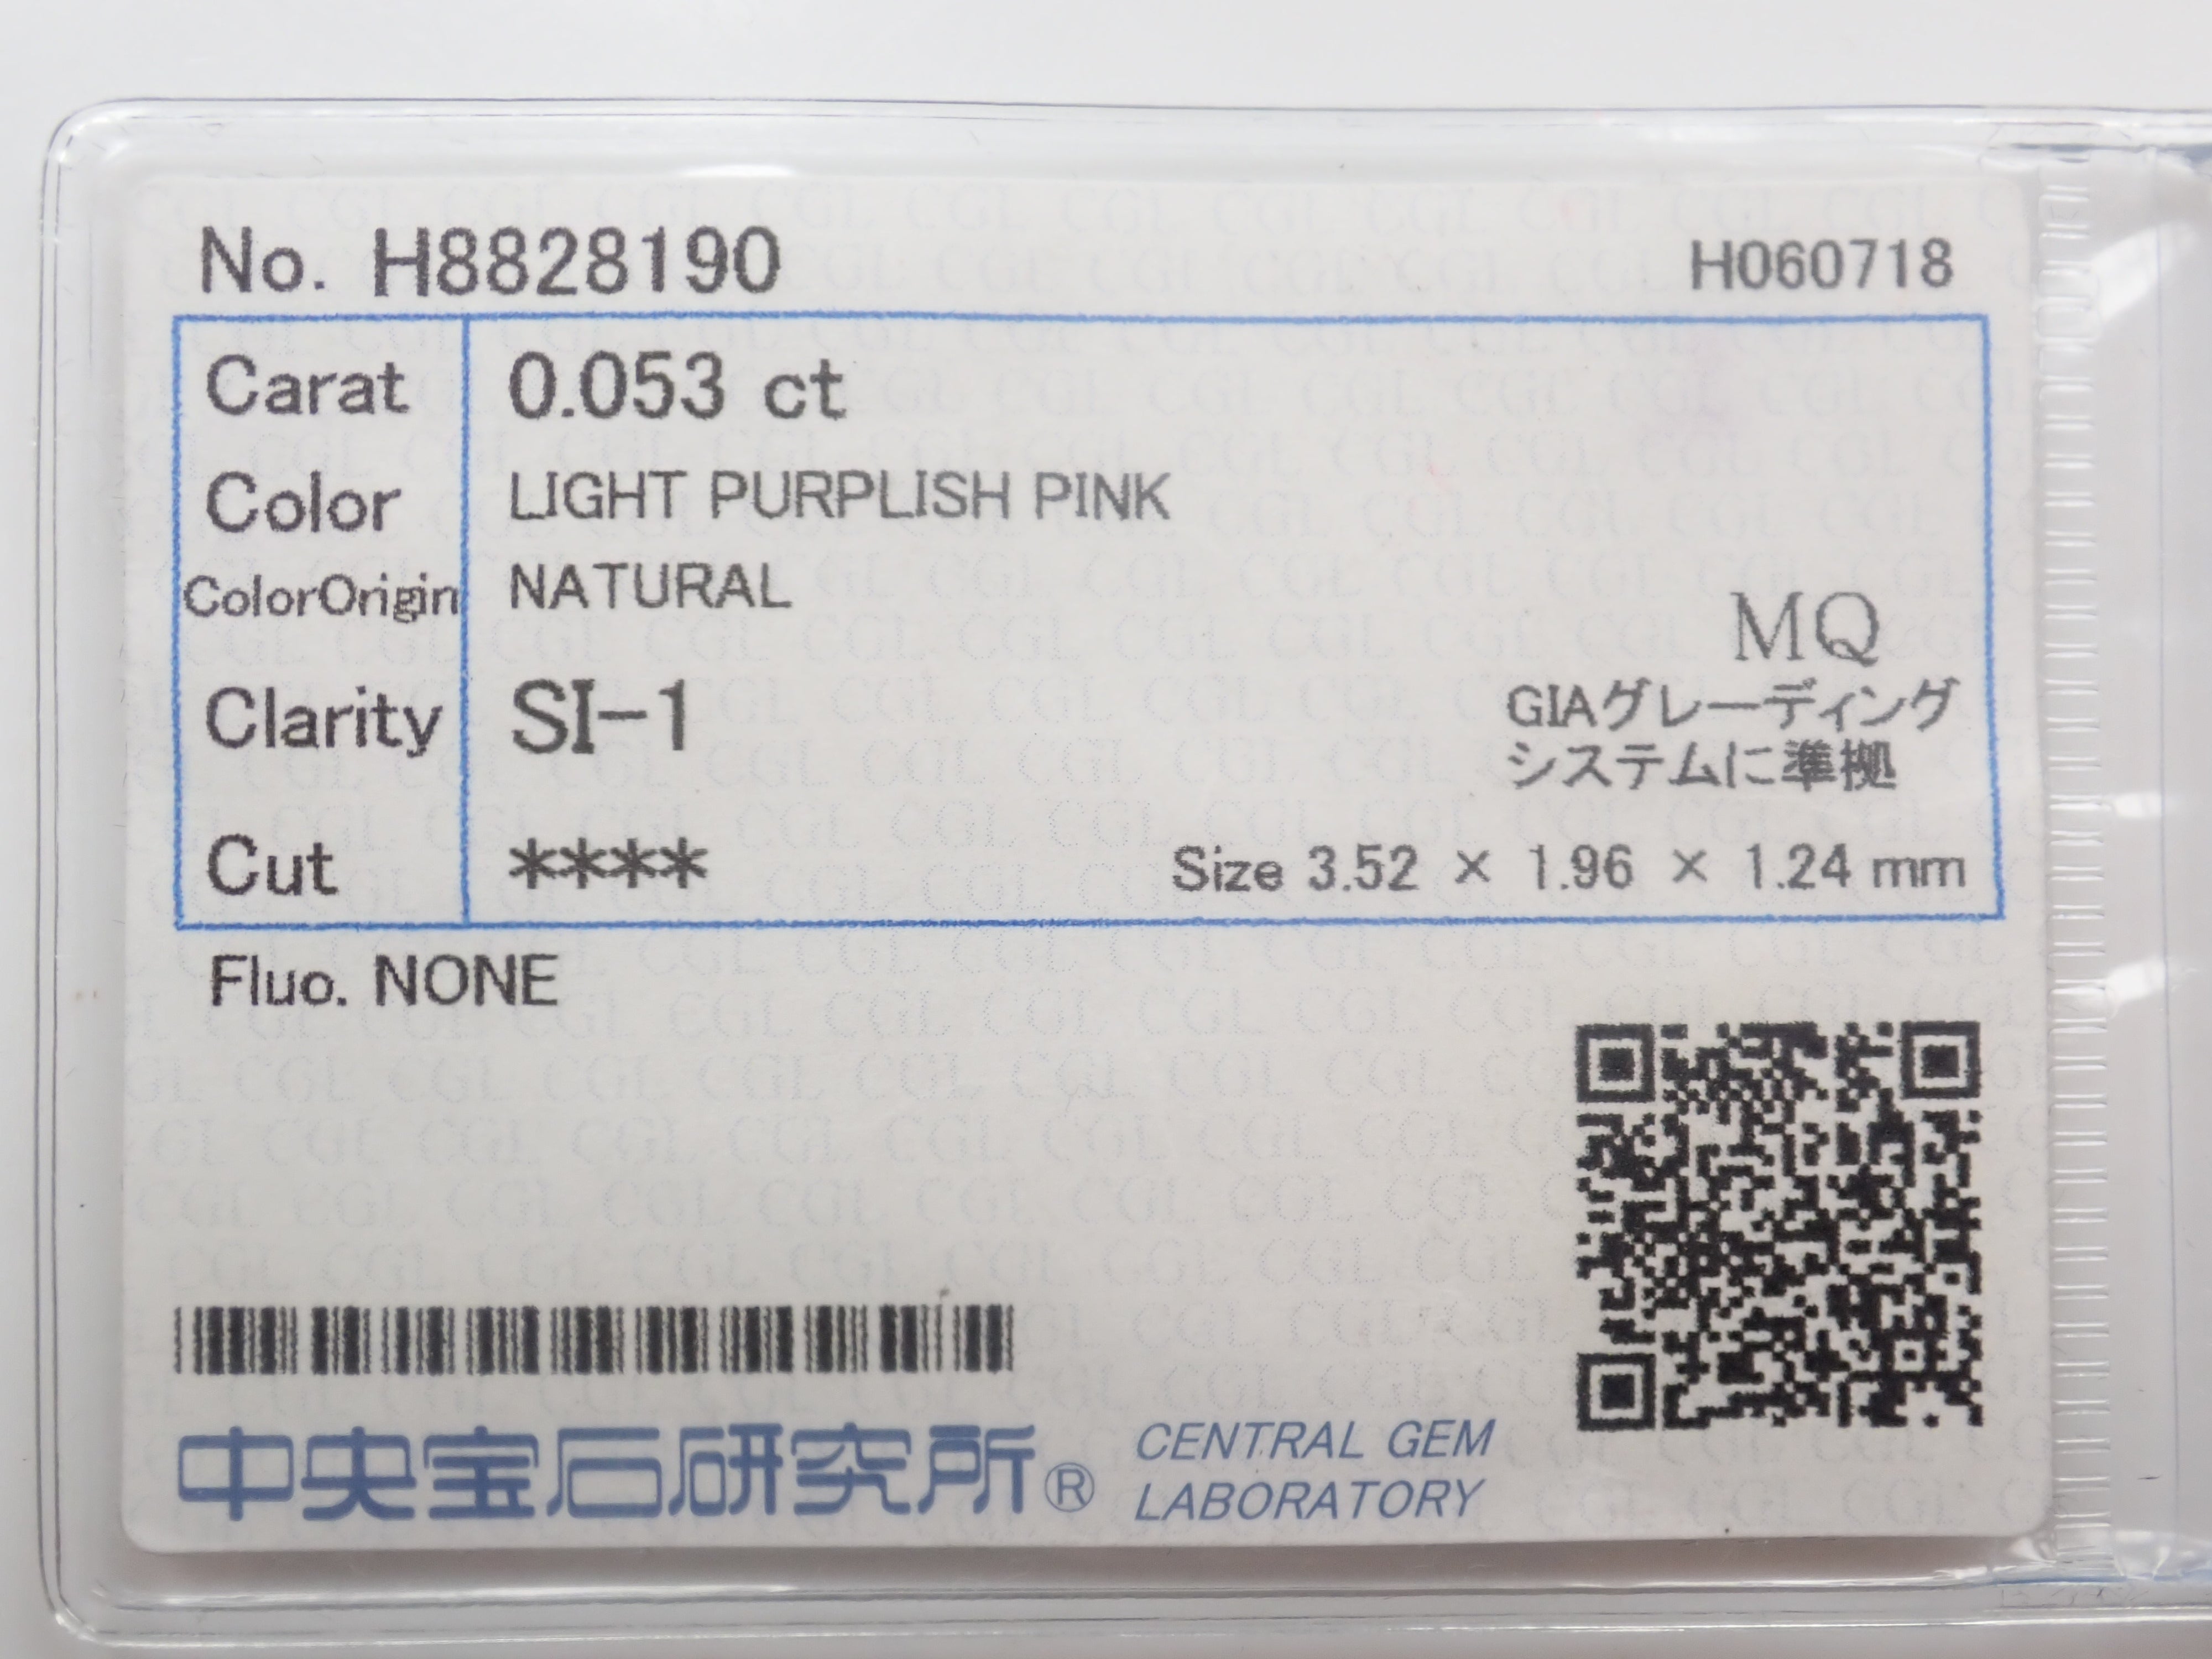 No. H8828190 H060718
Carat 0.053 ct
Color LIGHT PURPLISH PINK
ColorOrigin NATURAL
MQ
Clarity SI-1 GIAグレーディング
システムに準拠
Cut **** Size 3.52 × 1.96 × 1.24 mm
Fluo. NONE
中央宝石研究所® CENTRAL GEM
LABORATORY